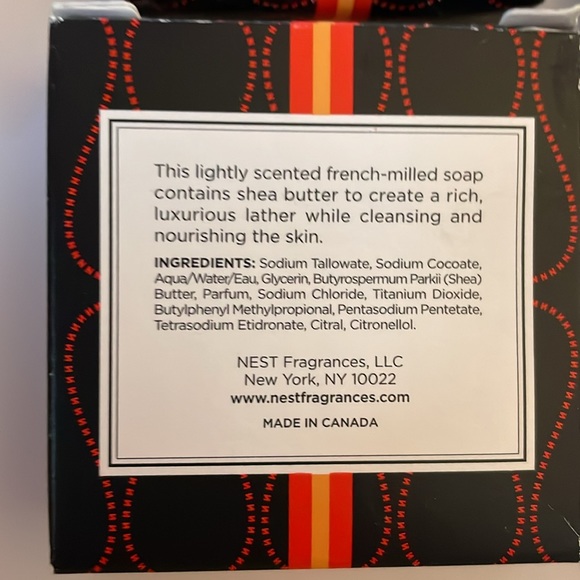 This lightly scented french-milled soap
contains shea butter to create a rich,
luxurious lather while cleansing and
nourishing the skin.
INGREDIENTS: Sodium Tallowate, Sodium Cocoate,
Aqua/Water/Eau, Glycerin, Butyrospermum Parkii (Shea)
Butter, Parfum, Sodium Chloride, Titanium Dioxide,
Butylphenyl Methylpropional, Pentasodium Pentetate,
Tetrasodium Etidronate, Citral, Citronellol.
NEST Fragrances, LLC
New York, NY 10022
www.nestfragrances.com
MADE IN CANADA